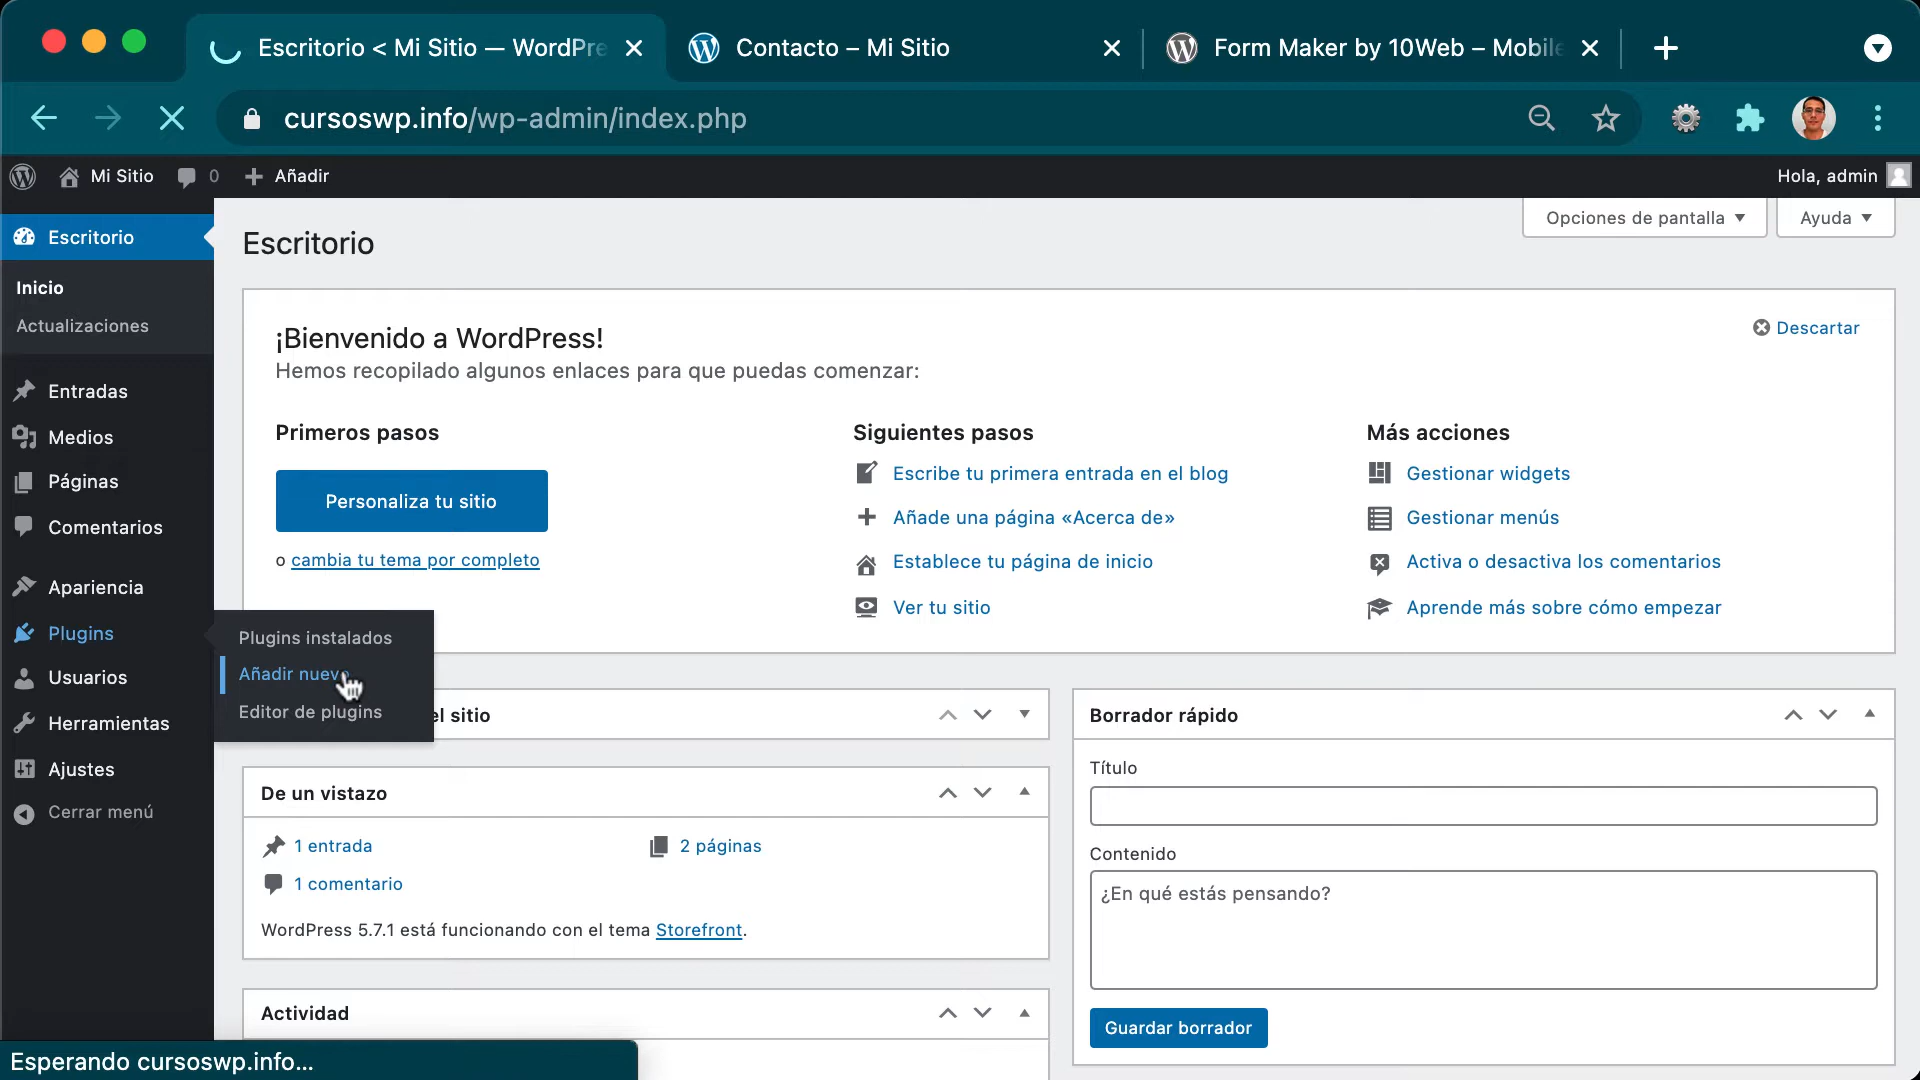 Escritorio < Mi Sitio — WordPre
Contacto – Mi Sitio
Form Maker by 10Web – Mobile
cursoswp.info/wp-admin/index.php
Mi Sitio
0
Añadir
Hola, admin
Escritorio
Inicio
Actualizaciones
Entradas
Medios
Páginas
Comentarios
Apariencia
Plugins
Usuarios
Herramientas
Ajustes
Cerrar menú
Plugins instalados
Añadir nuevo
Editor de plugins
Escritorio
Opciones de pantalla
Ayuda
¡Bienvenido a WordPress!
Descartar
Hemos recopilado algunos enlaces para que puedas comenzar:
Primeros pasos
Personaliza tu sitio
o cambia tu tema por completo
Siguientes pasos
Escribe tu primera entrada en el blog
Añade una página «Acerca de»
Establece tu página de inicio
Ver tu sitio
Más acciones
Gestionar widgets
Gestionar menús
Activa o desactiva los comentarios
Aprende más sobre cómo empezar
el sitio
De un vistazo
1 entrada
2 páginas
1 comentario
WordPress 5.7.1 está funcionando con el tema Storefront.
Actividad
Borrador rápido
Título
Contenido
¿En qué estás pensando?
Guardar borrador
Esperando cursoswp.info...